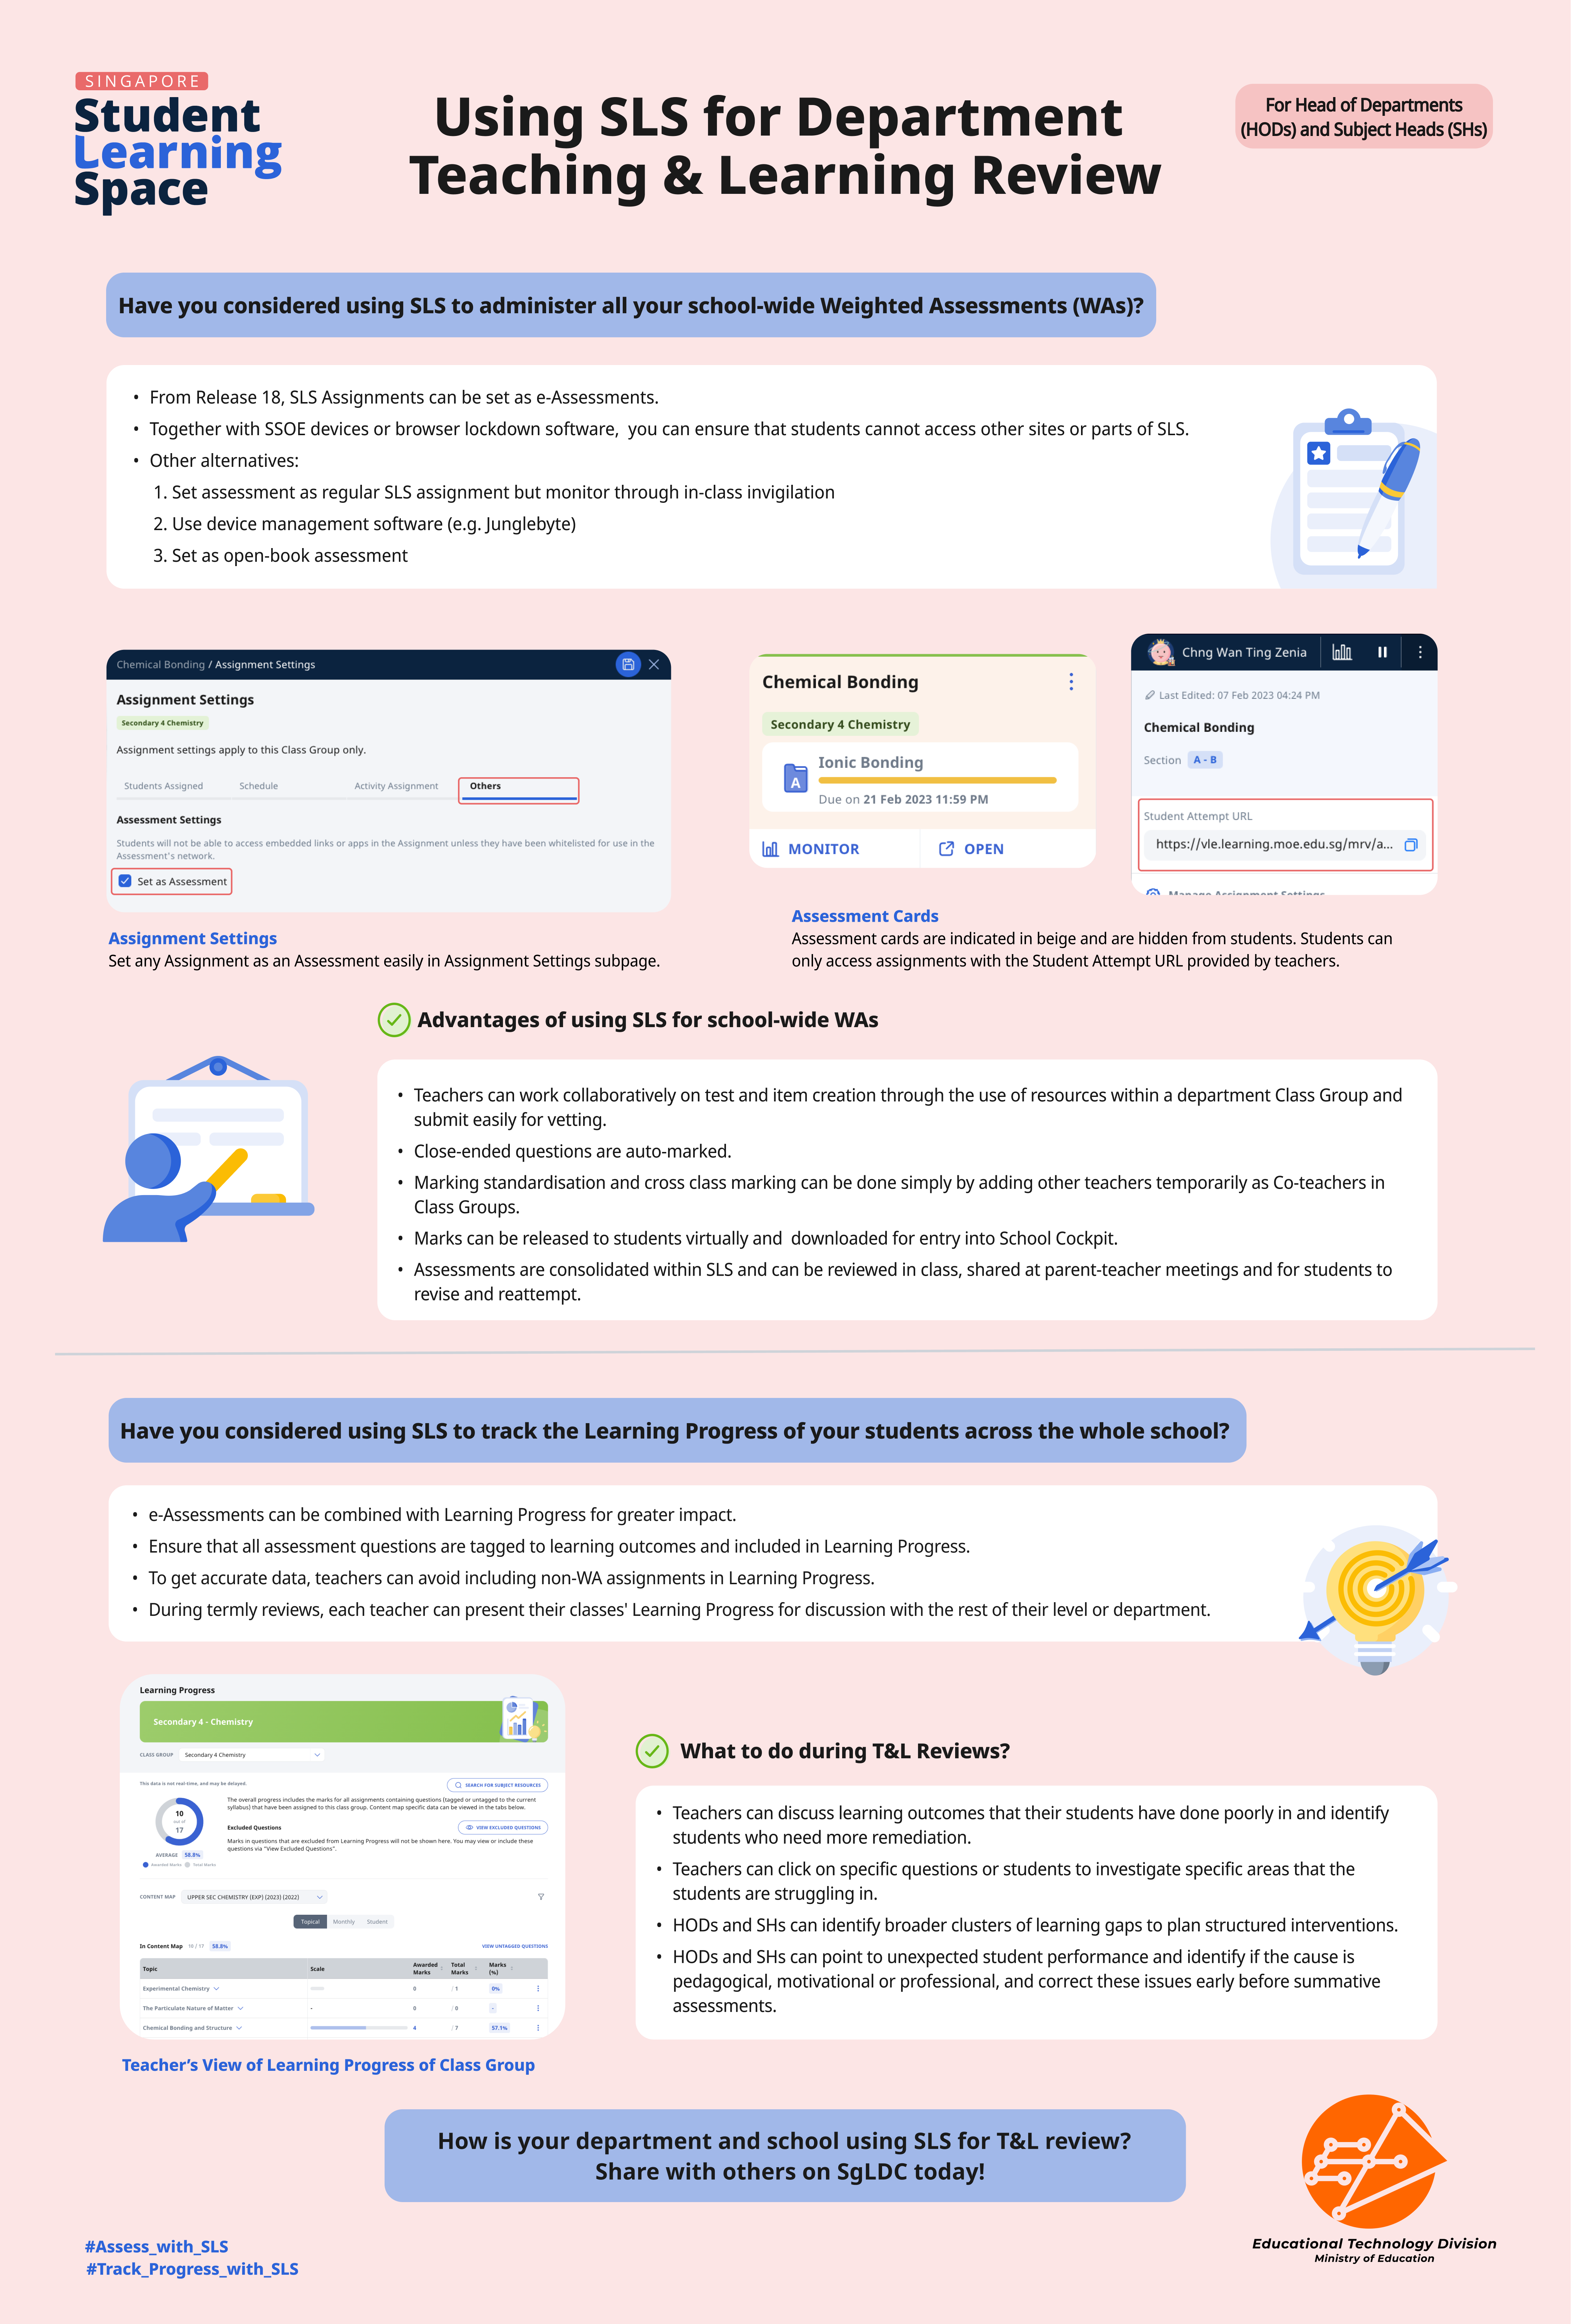 SINGAPORE
Student
Learning
Space
Using SLS for Department
Teaching & Learning Review
For Head of Departments
(HODs) and Subject Heads (SHs)
Have you considered using SLS to administer all your school-wide Weighted Assessments (WAs)?
• From Release 18, SLS Assignments can be set as e-Assessments.
• Together with SSOE devices or browser lockdown software,  you can ensure that students cannot access other sites or parts of SLS.
• Other alternatives:
1. Set assessment as regular SLS assignment but monitor through in-class invigilation
2. Use device management software (e.g. Junglebyte)
3. Set as open-book assessment
Chemical Bonding / Assignment Settings
Assignment Settings
Secondary 4 Chemistry
Assignment settings apply to this Class Group only.
Students Assigned Schedule Activity Assignment Others
Assessment Settings
Students will not be able to access embedded links or apps in the Assignment unless they have been whitelisted for use in the
Assessment's network.
Set as Assessment
Assignment Settings
Set any Assignment as an Assessment easily in Assignment Settings subpage.
Chemical Bonding
Secondary 4 Chemistry
A
Ionic Bonding
Due on 21 Feb 2023 11:59 PM
MONITOR OPEN
Chng Wan Ting Zenia
Last Edited: 07 Feb 2023 04:24 PM
Chemical Bonding
Section A - B
Student Attempt URL
https://vle.learning.moe.edu.sg/mrv/a...
Manage Assignment Settings
Assessment Cards
Assessment cards are indicated in beige and are hidden from students. Students can
only access assignments with the Student Attempt URL provided by teachers.
Advantages of using SLS for school-wide WAs
• Teachers can work collaboratively on test and item creation through the use of resources within a department Class Group and
submit easily for vetting.
• Close-ended questions are auto-marked.
• Marking standardisation and cross class marking can be done simply by adding other teachers temporarily as Co-teachers in
Class Groups.
• Marks can be released to students virtually and  downloaded for entry into School Cockpit.
• Assessments are consolidated within SLS and can be reviewed in class, shared at parent-teacher meetings and for students to
revise and reattempt.
Have you considered using SLS to track the Learning Progress of your students across the whole school?
• e-Assessments can be combined with Learning Progress for greater impact.
• Ensure that all assessment questions are tagged to learning outcomes and included in Learning Progress.
• To get accurate data, teachers can avoid including non-WA assignments in Learning Progress.
• During termly reviews, each teacher can present their classes' Learning Progress for discussion with the rest of their level or department.
Learning Progress
Secondary 4 - Chemistry
CLASS GROUP Secondary 4 Chemistry
This data is not real-time, and may be delayed.
SEARCH FOR SUBJECT RESOURCES
10
out of
17
AVERAGE 58.8%
Awarded Marks Total Marks
The overall progress includes the marks for all assignments containing questions (tagged or untagged to the current
syllabus) that have been assigned to this class group. Content map specific data can be viewed in the tabs below.
Excluded Questions
VIEW EXCLUDED QUESTIONS
Marks in questions that are excluded from Learning Progress will not be shown here. You may view or include these
questions via "View Excluded Questions".
CONTENT MAP UPPER SEC CHEMISTRY (EXP) (2023) (2022)
Topical Monthly Student
In Content Map 10 / 17 58.8%
VIEW UNTAGGED QUESTIONS
Topic Scale Awarded Marks Total Marks Marks (%)
Experimental Chemistry 0 / 1 0%
The Particulate Nature of Matter - 0 / 0 -
Chemical Bonding and Structure 4 / 7 57.1%
Teacher's View of Learning Progress of Class Group
What to do during T&L Reviews?
• Teachers can discuss learning outcomes that their students have done poorly in and identify
students who need more remediation.
• Teachers can click on specific questions or students to investigate specific areas that the
students are struggling in.
• HODs and SHs can identify broader clusters of learning gaps to plan structured interventions.
• HODs and SHs can point to unexpected student performance and identify if the cause is
pedagogical, motivational or professional, and correct these issues early before summative
assessments.
How is your department and school using SLS for T&L review?
Share with others on SgLDC today!
#Assess_with_SLS
#Track_Progress_with_SLS
Educational Technology Division
Ministry of Education